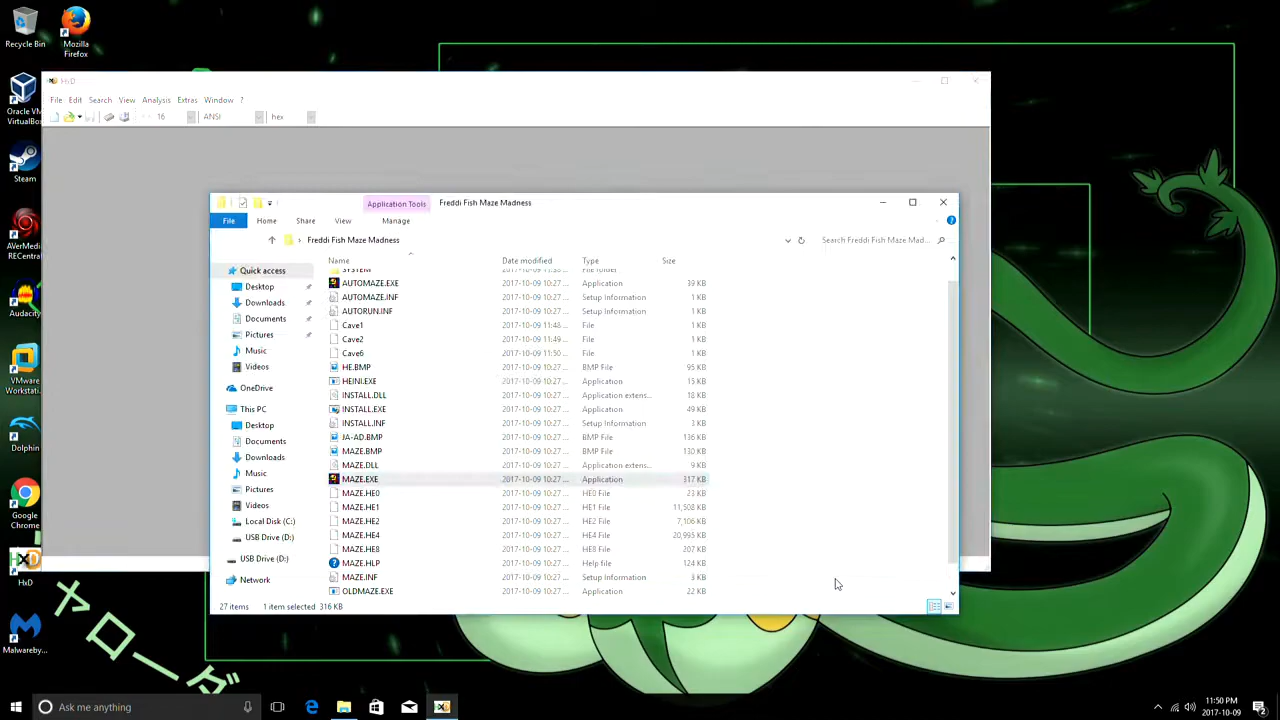 Recycle Bin
Mozilla Firefox
Oracle VM VirtualBox
Steam
AVerMedia RECentral
Audacity
VMware Workstati...
Dolphin
Google Chrome
HxD
Malwareby...
HxD
File Edit Search View Analysis Extras Window ?
16 ANSI hex
Application Tools Freddi Fish Maze Madness
File Home Share View Manage
Freddi Fish Maze Madness Search Freddi Fish Maze Mad...
Name Date modified Type Size
Quick access
Desktop
Downloads
Documents
Pictures
Music
Videos
OneDrive
This PC
Desktop
Documents
Downloads
Music
Pictures
Videos
Local Disk (C:)
USB Drive (D:)
USB Drive (D:)
Network
SYSTEM File folder
AUTOMAZE.EXE 2017-10-09 10:27 ... Application 39 KB
AUTOMAZE.INF 2017-10-09 10:27 ... Setup Information 1 KB
AUTORUN.INF 2017-10-09 10:27 ... Setup Information 1 KB
Cave1 2017-10-09 11:48 ... File 1 KB
Cave2 2017-10-09 11:49 ... File 1 KB
Cave6 2017-10-09 11:50 ... File 1 KB
HE.BMP 2017-10-09 10:27 ... BMP File 95 KB
HEINI.EXE 2017-10-09 10:27 ... Application 15 KB
INSTALL.DLL 2017-10-09 10:27 ... Application extens... 18 KB
INSTALL.EXE 2017-10-09 10:27 ... Application 49 KB
INSTALL.INF 2017-10-09 10:27 ... Setup Information 3 KB
JA-AD.BMP 2017-10-09 10:27 ... BMP File 136 KB
MAZE.BMP 2017-10-09 10:27 ... BMP File 130 KB
MAZE.DLL 2017-10-09 10:27 ... Application extens... 9 KB
MAZE.EXE 2017-10-09 10:27 ... Application 317 KB
MAZE.HE0 2017-10-09 10:27 ... HE0 File 23 KB
MAZE.HE1 2017-10-09 10:27 ... HE1 File 11,508 KB
MAZE.HE2 2017-10-09 10:27 ... HE2 File 7,106 KB
MAZE.HE4 2017-10-09 10:27 ... HE4 File 20,995 KB
MAZE.HE8 2017-10-09 10:27 ... HE8 File 207 KB
MAZE.HLP 2017-10-09 10:27 ... Help file 124 KB
MAZE.INF 2017-10-09 10:27 ... Setup Information 3 KB
OLDMAZE.EXE 2017-10-09 10:27 ... Application 22 KB
27 items 1 item selected 316 KB
ャローダ
Ask me anything
11:50 PM
2017-10-09
2